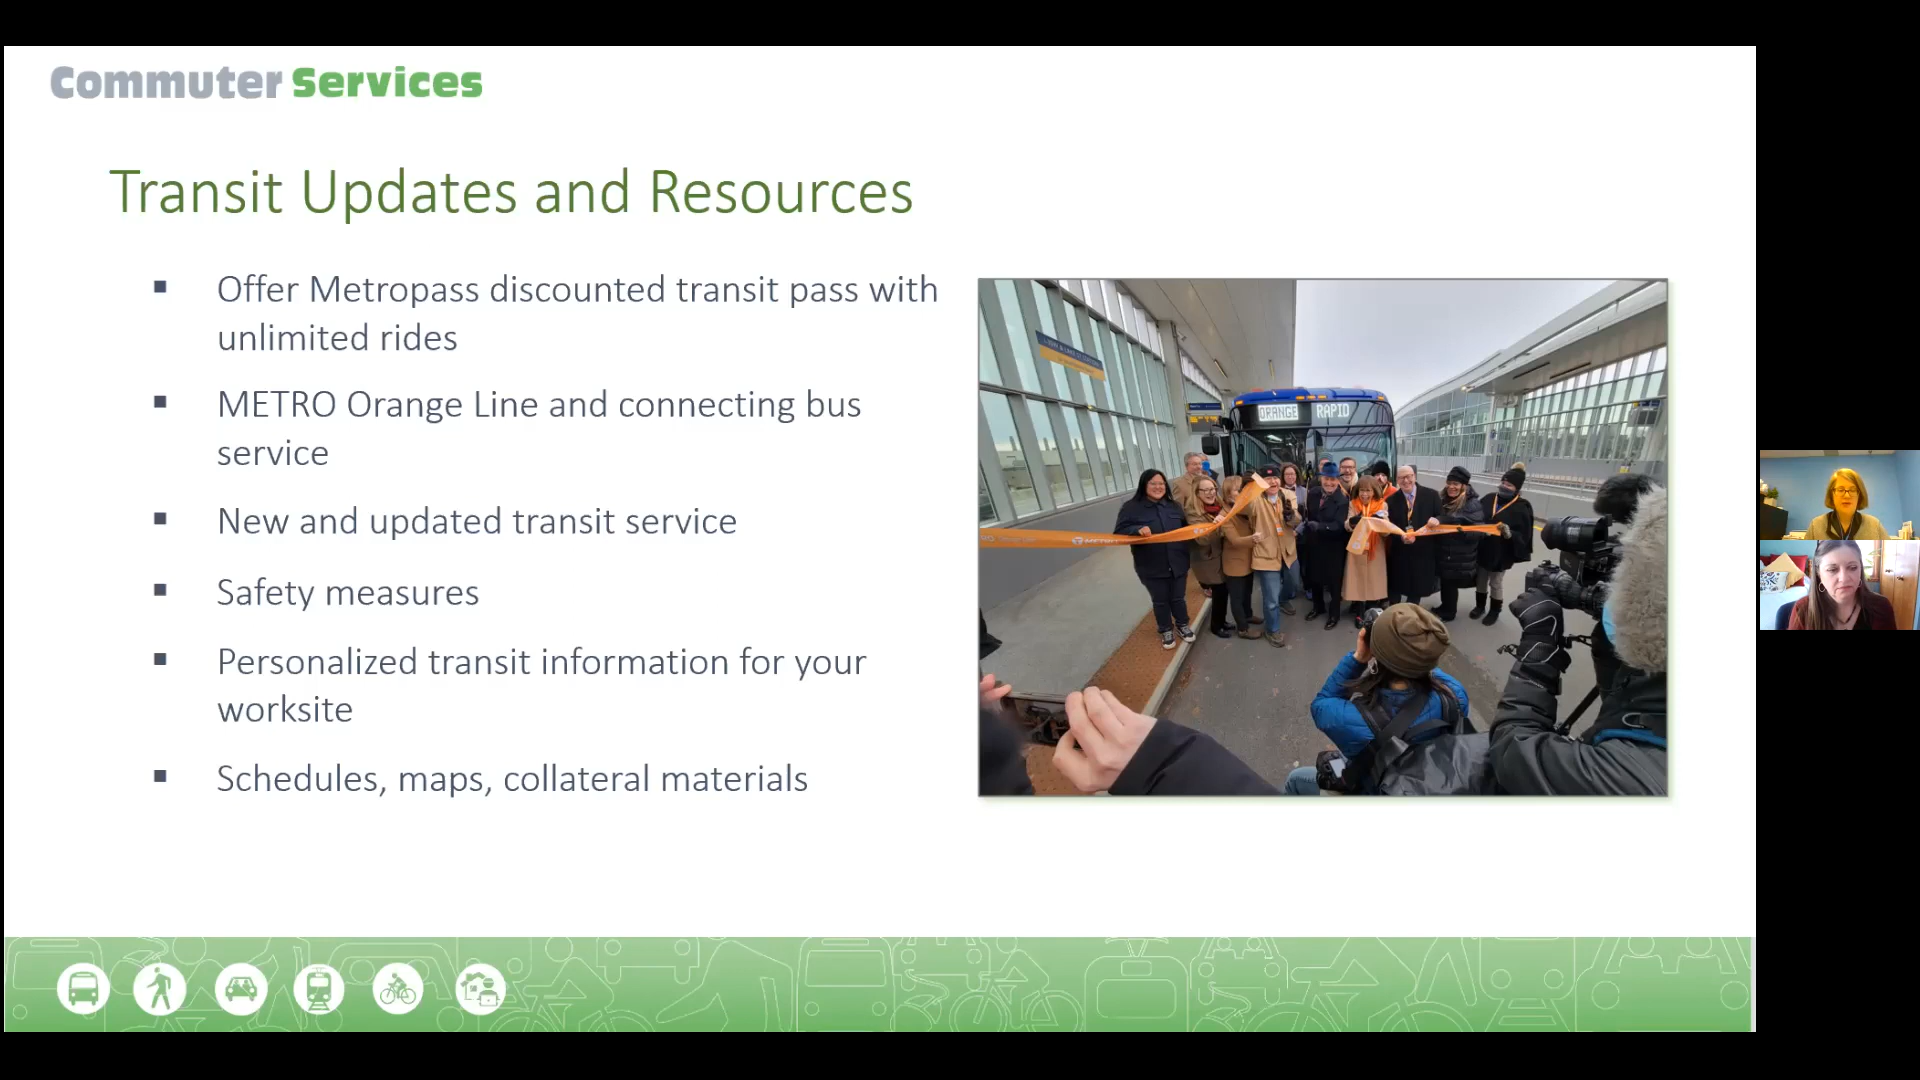 Commuter Services
Transit Updates and Resources
Offer Metropass discounted transit pass with
unlimited rides
METRO Orange Line and connecting bus
service
New and updated transit service
Safety measures
Personalized transit information for your
worksite
Schedules, maps, collateral materials
ORANGE RAPID
METRO